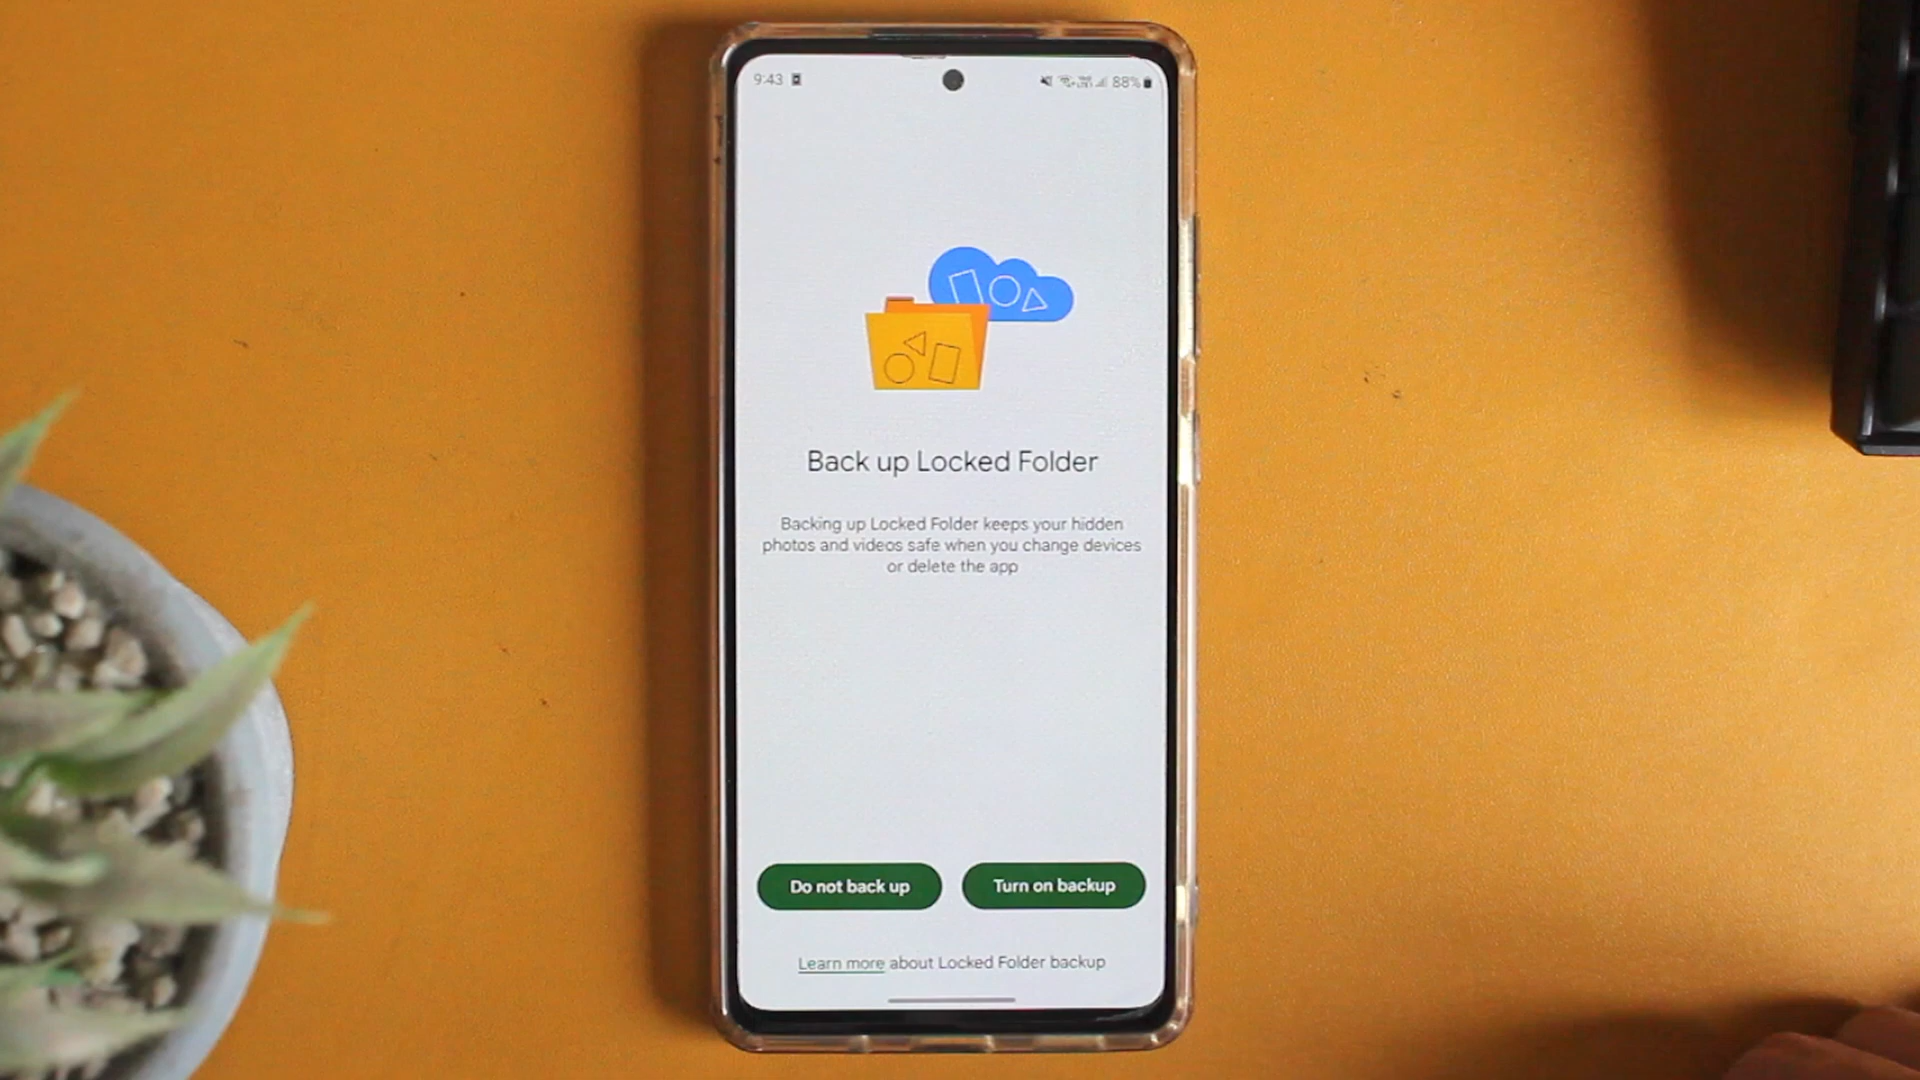 9:43 88%
Back up Locked Folder
Backing up Locked Folder keeps your hidden
photos and videos safe when you change devices
or delete the app
Do not back up
Turn on backup
Learn more about Locked Folder backup